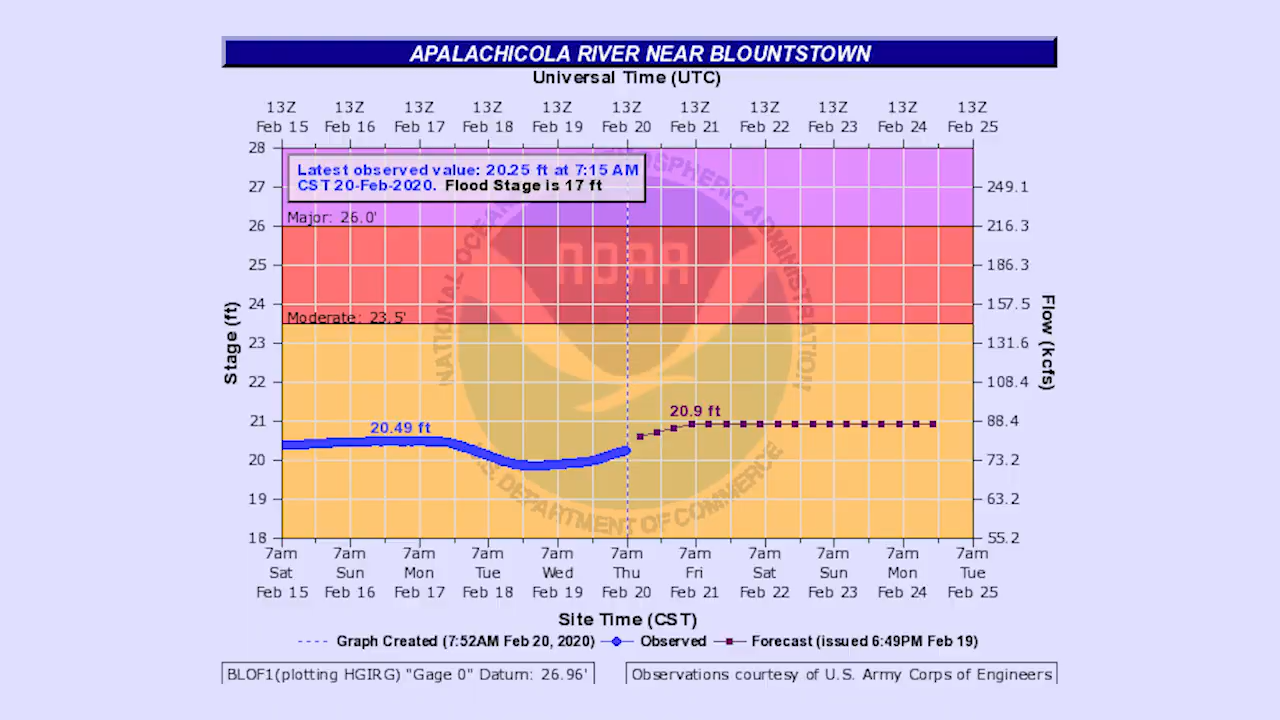 APALACHICOLA RIVER NEAR BLOUNTSTOWN
Universal Time (UTC)
13Z 13Z 13Z 13Z 13Z 13Z 13Z 13Z 13Z 13Z 13Z
Feb 15 Feb 16 Feb 17 Feb 18 Feb 19 Feb 20 Feb 21 Feb 22 Feb 23 Feb 24 Feb 25
28
Latest observed value: 20.25 ft at 7:15 AM
CST 20-Feb-2020. Flood Stage is 17 ft
27 249.1
Major: 26.0'
26 216.3
NOAA
25 186.3
24 157.5
Moderate: 23.5'
23 131.6
22 108.4
20.9 ft
21 88.4
20.49 ft
20 73.2
19 63.2
18 55.2
Stage (ft)
Flow (kcfs)
NATIONAL OCEANIC AND ATMOSPHERIC ADMINISTRATION
U.S. DEPARTMENT OF COMMERCE
7am 7am 7am 7am 7am 7am 7am 7am 7am 7am 7am
Sat Sun Mon Tue Wed Thu Fri Sat Sun Mon Tue
Feb 15 Feb 16 Feb 17 Feb 18 Feb 19 Feb 20 Feb 21 Feb 22 Feb 23 Feb 24 Feb 25
Site Time (CST)
Graph Created (7:52AM Feb 20, 2020) Observed Forecast (issued 6:49PM Feb 19)
BLOF1(plotting HGIRG) "Gage 0" Datum: 26.96' Observations courtesy of U.S. Army Corps of Engineers